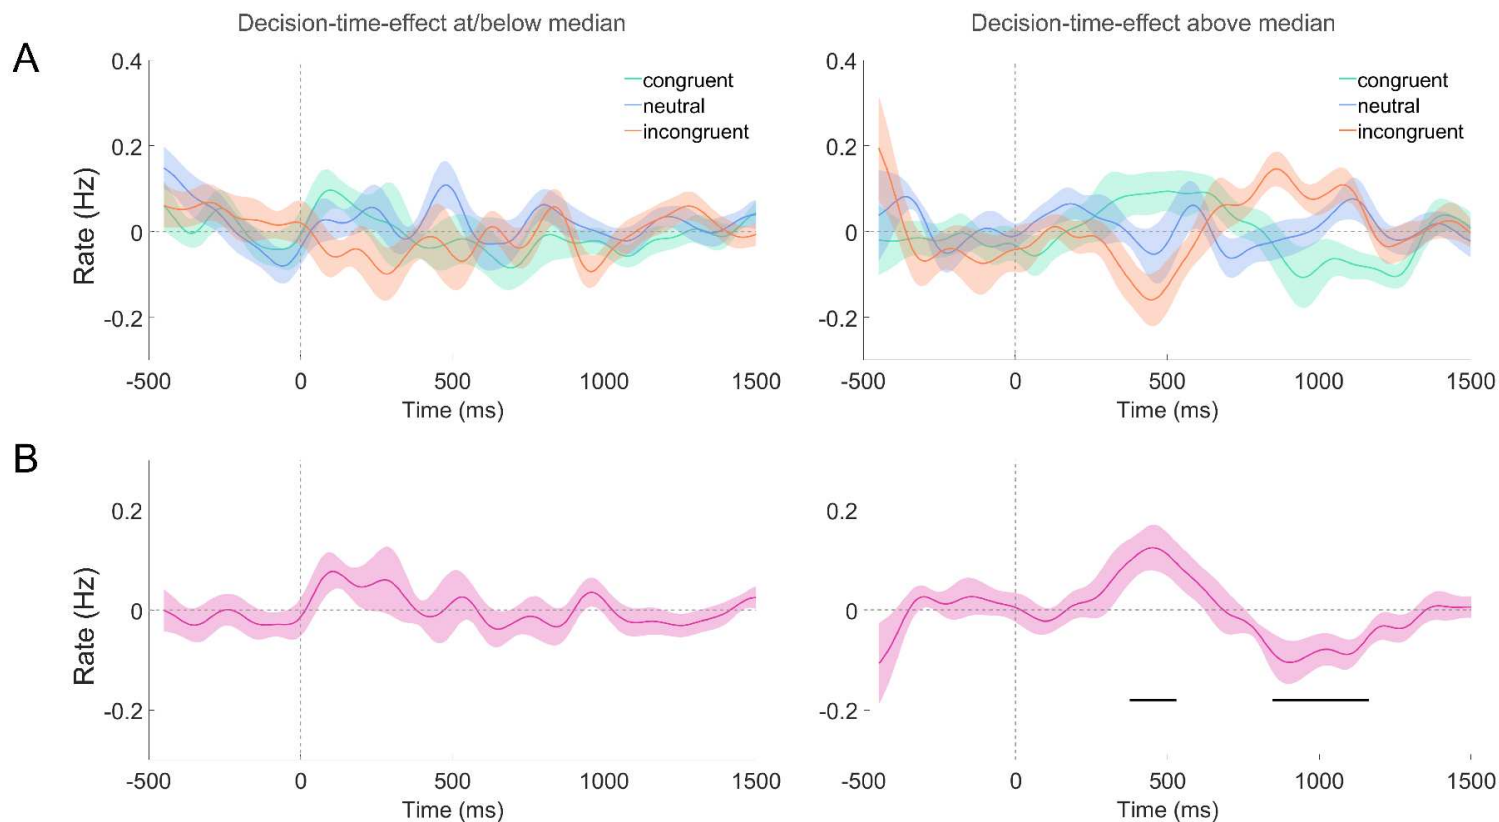 Decision-time-effect at/below median
Decision-time-effect above median
A
0.4
0.2
0
-0.2
Rate (Hz)
congruent
neutral
incongruent
-500 0 500 1000 1500
Time (ms)
0.4
0.2
0
-0.2
congruent
neutral
incongruent
-500 0 500 1000 1500
Time (ms)
B
0.2
0
-0.2
Rate (Hz)
-500 0 500 1000 1500
Time (ms)
0.2
0
-0.2
-500 0 500 1000 1500
Time (ms)